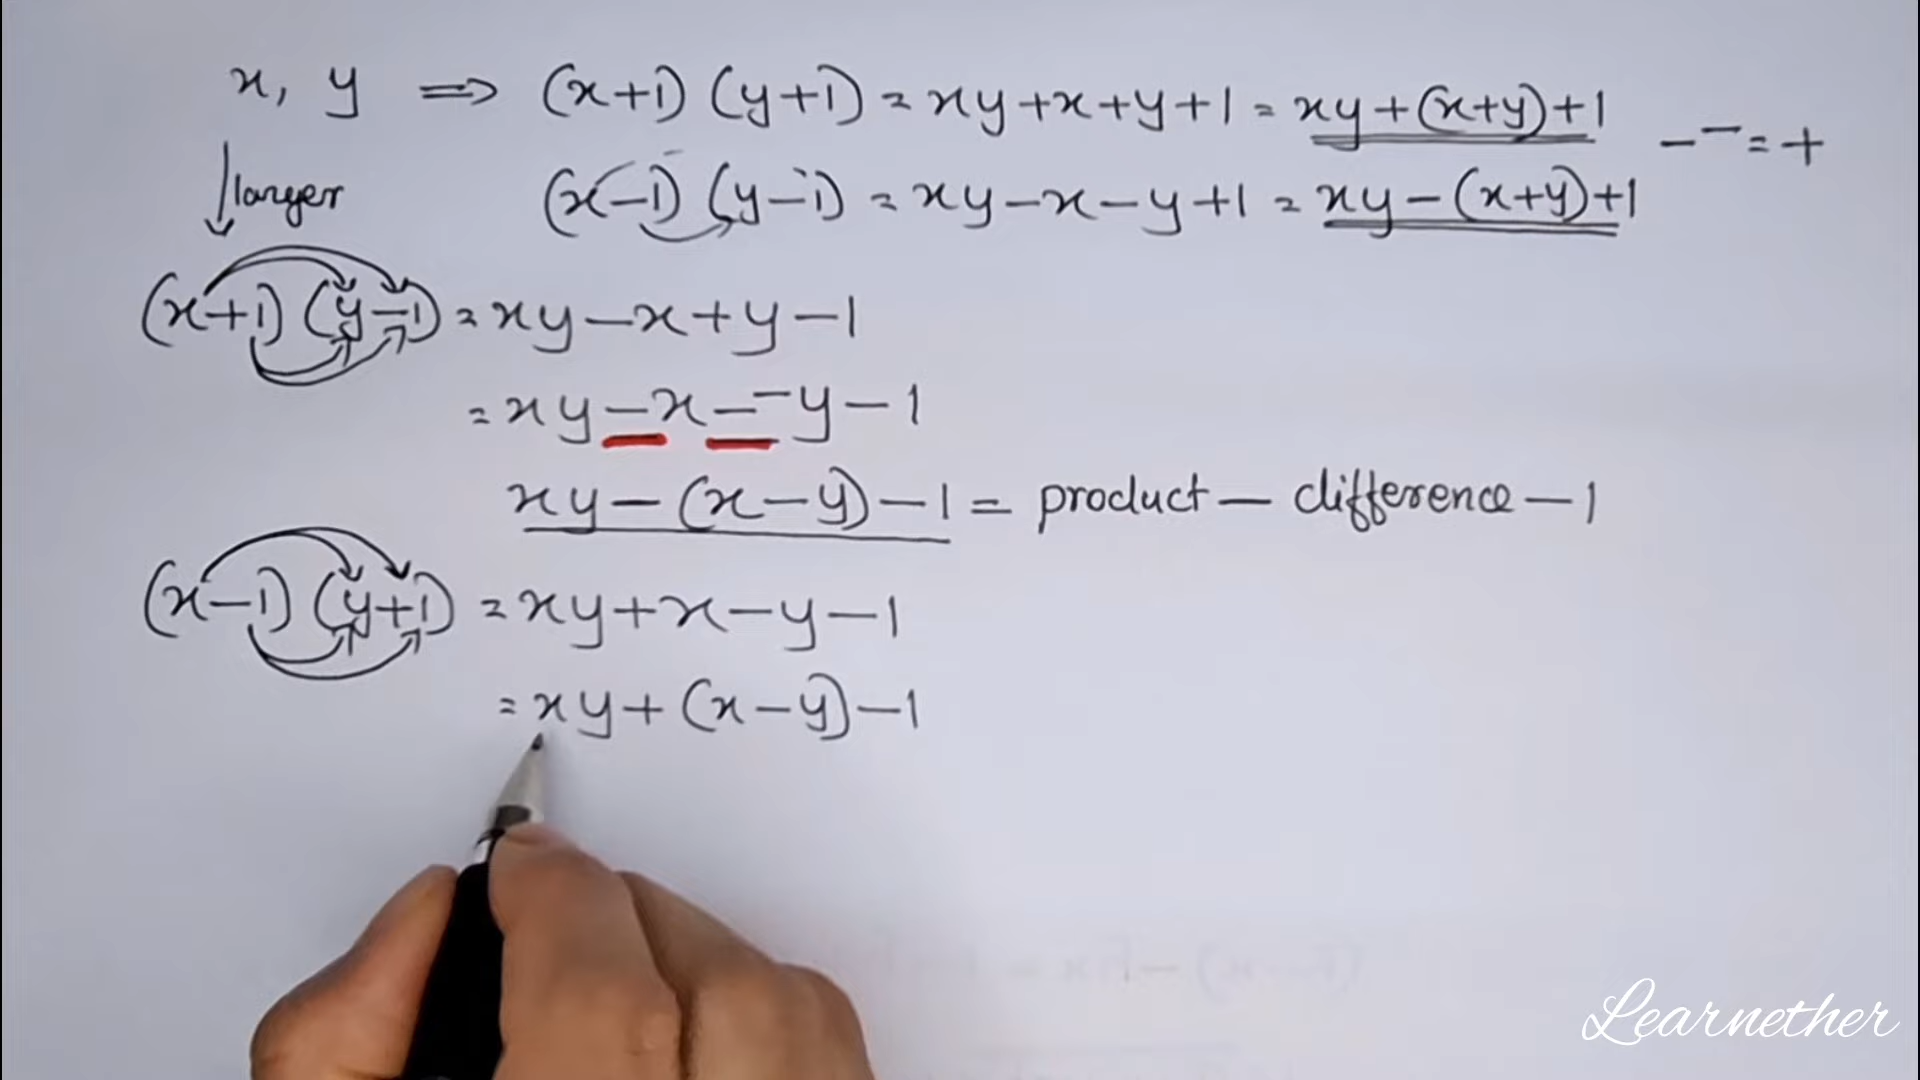 x, y ⟹ (x+1) (y+1) = xy+x+y+1 = xy+(x+y)+1
- - = +
↓ larger
(x-1) (y-1) = xy-x-y+1 = xy-(x+y)+1
(x+1) (y-1) = xy-x+y-1
= xy-x--y-1
xy-(x-y)-1 = product - difference - 1
(x-1) (y+1) = xy+x-y-1
= xy+(x-y)-1
Learnether